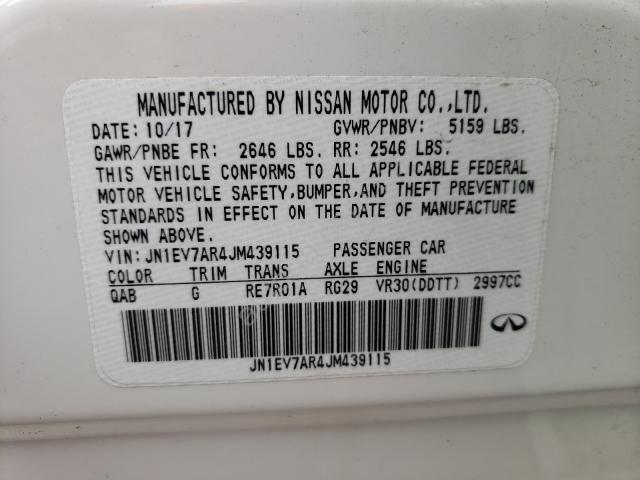 MANUFACTURED BY NISSAN MOTOR CO.,LTD.
DATE: 10/17 GVWR/PNBV: 5159 LBS.
GAWR/PNBE FR: 2646 LBS. RR: 2546 LBS.
THIS VEHICLE CONFORMS TO ALL APPLICABLE FEDERAL
MOTOR VEHICLE SAFETY,BUMPER,AND THEFT PREVENTION
STANDARDS IN EFFECT ON THE DATE OF MANUFACTURE
SHOWN ABOVE.
VIN: JN1EV7AR4JM439115 PASSENGER CAR
COLOR TRIM TRANS AXLE ENGINE
QAB G RE7R01A RG29 VR30(DDTT) 2997CC
JN1EV7AR4JM439115